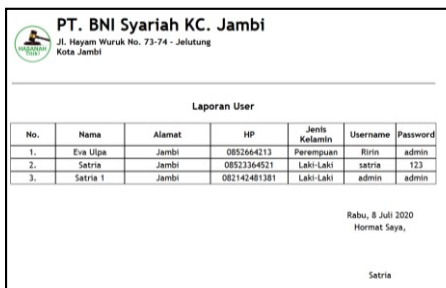 PT. BNI Syariah KC. Jambi
Jl. Hayam Wuruk No. 73-74 - Jelutung
Kota Jambi
HASANAH
Laporan User
No. Nama Alamat HP Jenis Kelamin Username Password
1. Eva Ulpa Jambi 0852664213 Perempuan Ririn admin
2. Satria Jambi 08523364521 Laki-Laki satria 123
3. Satria 1 Jambi 082142481381 Laki-Laki admin admin
Rabu, 8 Juli 2020
Hormat Saya,
Satria